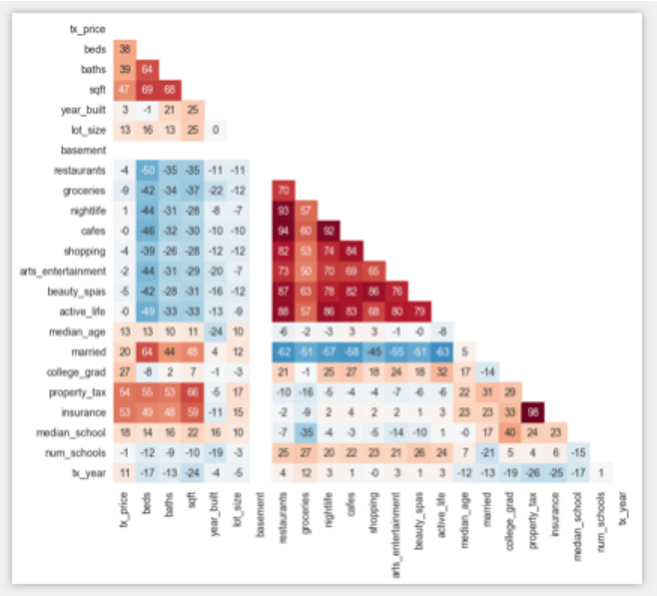 tx_price
beds 38
baths 39 64
sqft 47 69 68
year_built 3 -1 21 25
lot_size 13 16 13 25 0
basement
restaurants -4 -50 -35 -35 -11 -11
groceries -9 -42 -34 -37 -22 -12 70
nightlife 1 -44 -31 -28 -8 -7 93 57
cafes -0 -46 -32 -30 -10 -10 94 60 92
shopping -4 -39 -26 -28 -12 -12 82 53 74 84
arts_entertainment -2 -44 -31 -29 -20 -7 73 50 70 69 65
beauty_spas -5 -42 -28 -31 -16 -12 87 63 78 82 86 76
active_life -0 -49 -33 -33 -13 -9 88 57 86 83 68 80 79
median_age 13 13 10 11 -24 10 -6 -2 -3 3 3 -1 -0 -8
married 20 64 44 48 4 12 -62 -51 -57 -58 -45 -55 -51 -63 5
college_grad 27 -8 2 7 -1 -3 21 -1 25 27 18 24 18 32 17 -14
property_tax 54 55 53 66 -5 17 -10 -16 -5 -4 -4 -7 -6 -6 22 31 29
insurance 53 49 48 59 -11 15 -2 -9 4 2 2 2 1 3 23 23 33 98
median_school 18 14 16 22 16 10 -7 -35 -4 -3 -5 -14 -10 1 -0 17 40 24 23
num_schools -1 -12 -9 -10 -19 -3 25 27 20 22 23 21 26 24 7 -21 5 4 6 -15
tx_year 11 -17 -13 -24 -4 -5 4 12 3 1 -0 3 1 3 -12 -13 -19 -26 -25 -17 1
tx_price beds baths sqft year_built lot_size basement restaurants groceries nightlife cafes shopping arts_entertainment beauty_spas active_life median_age married college_grad property_tax insurance median_school num_schools tx_year